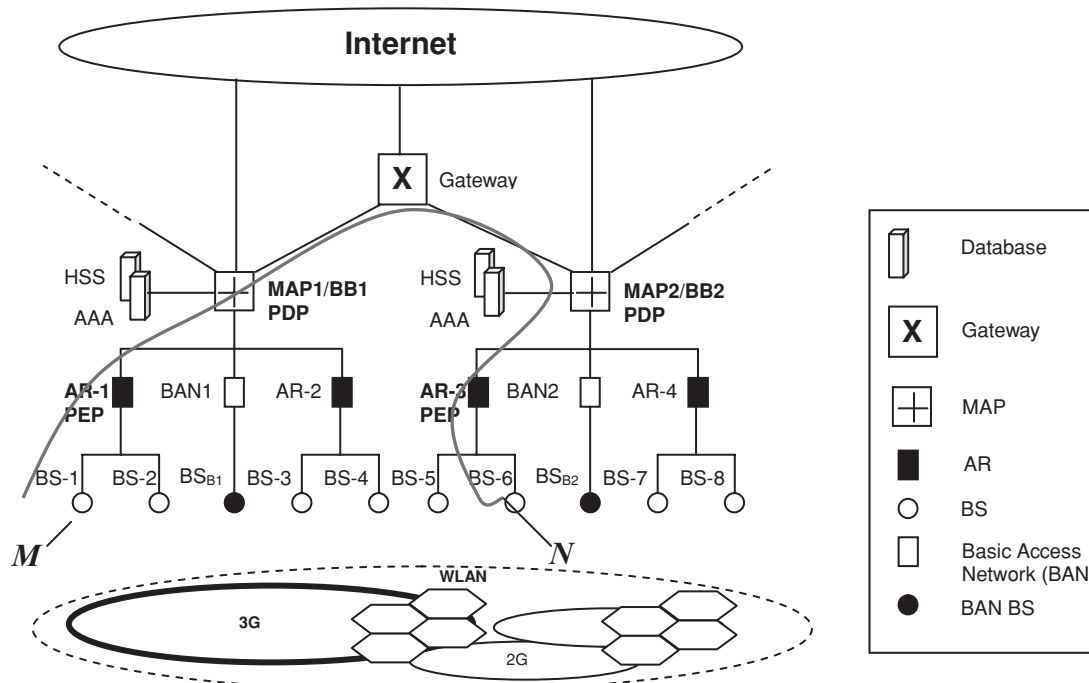 Internet
X
Gateway
HSS
AAA
MAP1/BB1
PDP
HSS
AAA
MAP2/BB2
PDP
AR-1
PEP
BAN1
AR-2
AR-3
PEP
BAN2
AR-4
BS-1
BS-2
BSB1
BS-3
BS-4
BS-5
BS-6
BSB2
BS-7
BS-8
M
N
WLAN
3G
2G
Database
X
Gateway
MAP
AR
BS
Basic Access
Network (BAN
BAN BS